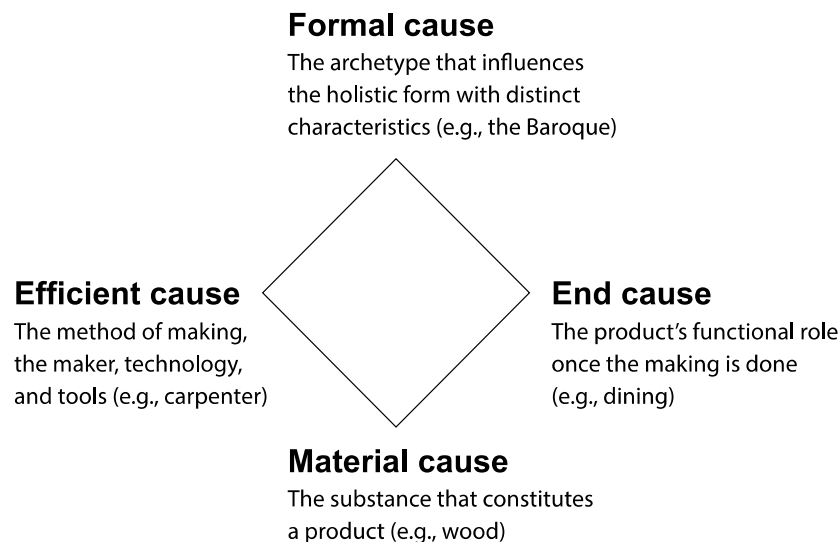 Formal cause
The archetype that influences
the holistic form with distinct
characteristics (e.g., the Baroque)
Efficient cause
The method of making,
the maker, technology,
and tools (e.g., carpenter)
End cause
The product’s functional role
once the making is done
(e.g., dining)
Material cause
The substance that constitutes
a product (e.g., wood)